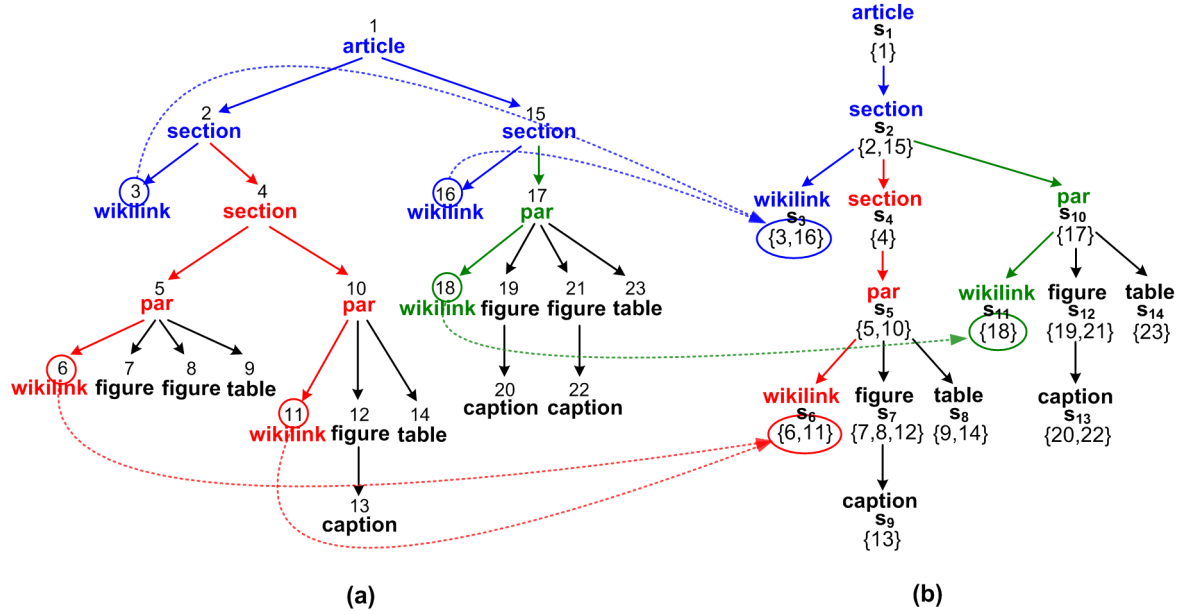 1
article
2
section
3
wikilink
4
section
5
par
6
wikilink
7
figure
8
figure
9
table
10
par
11
wikilink
12
figure
13
caption
14
table
15
section
16
wikilink
17
par
18
wikilink
19
figure
20
caption
21
figure
22
caption
23
table
(a)
article
s1
{1}
section
s2
{2,15}
wikilink
s3
{3,16}
section
s4
{4}
par
s5
{5,10}
wikilink
s6
{6,11}
figure
s7
{7,8,12}
table
s8
{9,14}
caption
s9
{13}
par
s10
{17}
wikilink
s11
{18}
figure
s12
{19,21}
caption
s13
{20,22}
table
s14
{23}
(b)